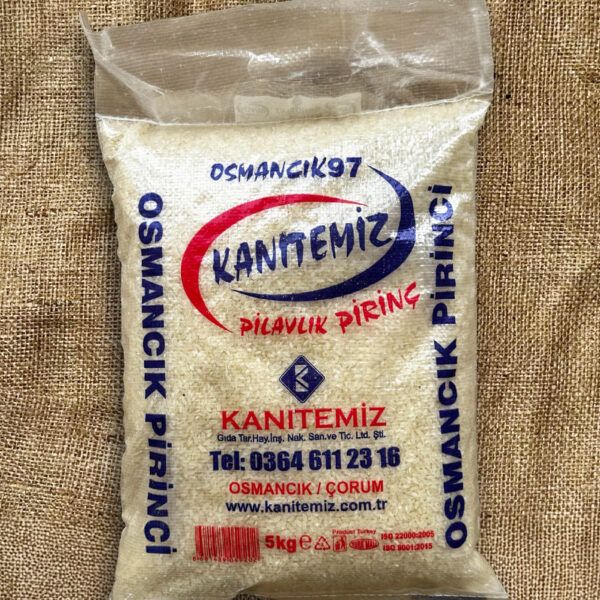 OSMANCIK97
KANITEMİZ
PİLAVLIK PİRİNÇ
OSMANCIK PİRİNCİ
OSMANCIK PİRİNCİ
KANITEMİZ
Gıda Tar.Hay.İnş. Nak. San.ve Tic. Ltd. Şti.
Tel: 0364 611 23 16
OSMANCIK / ÇORUM
www.kanitemiz.com.tr
5kg e
Product Turkey
ISO 22000:2005
ISO 9001:2015